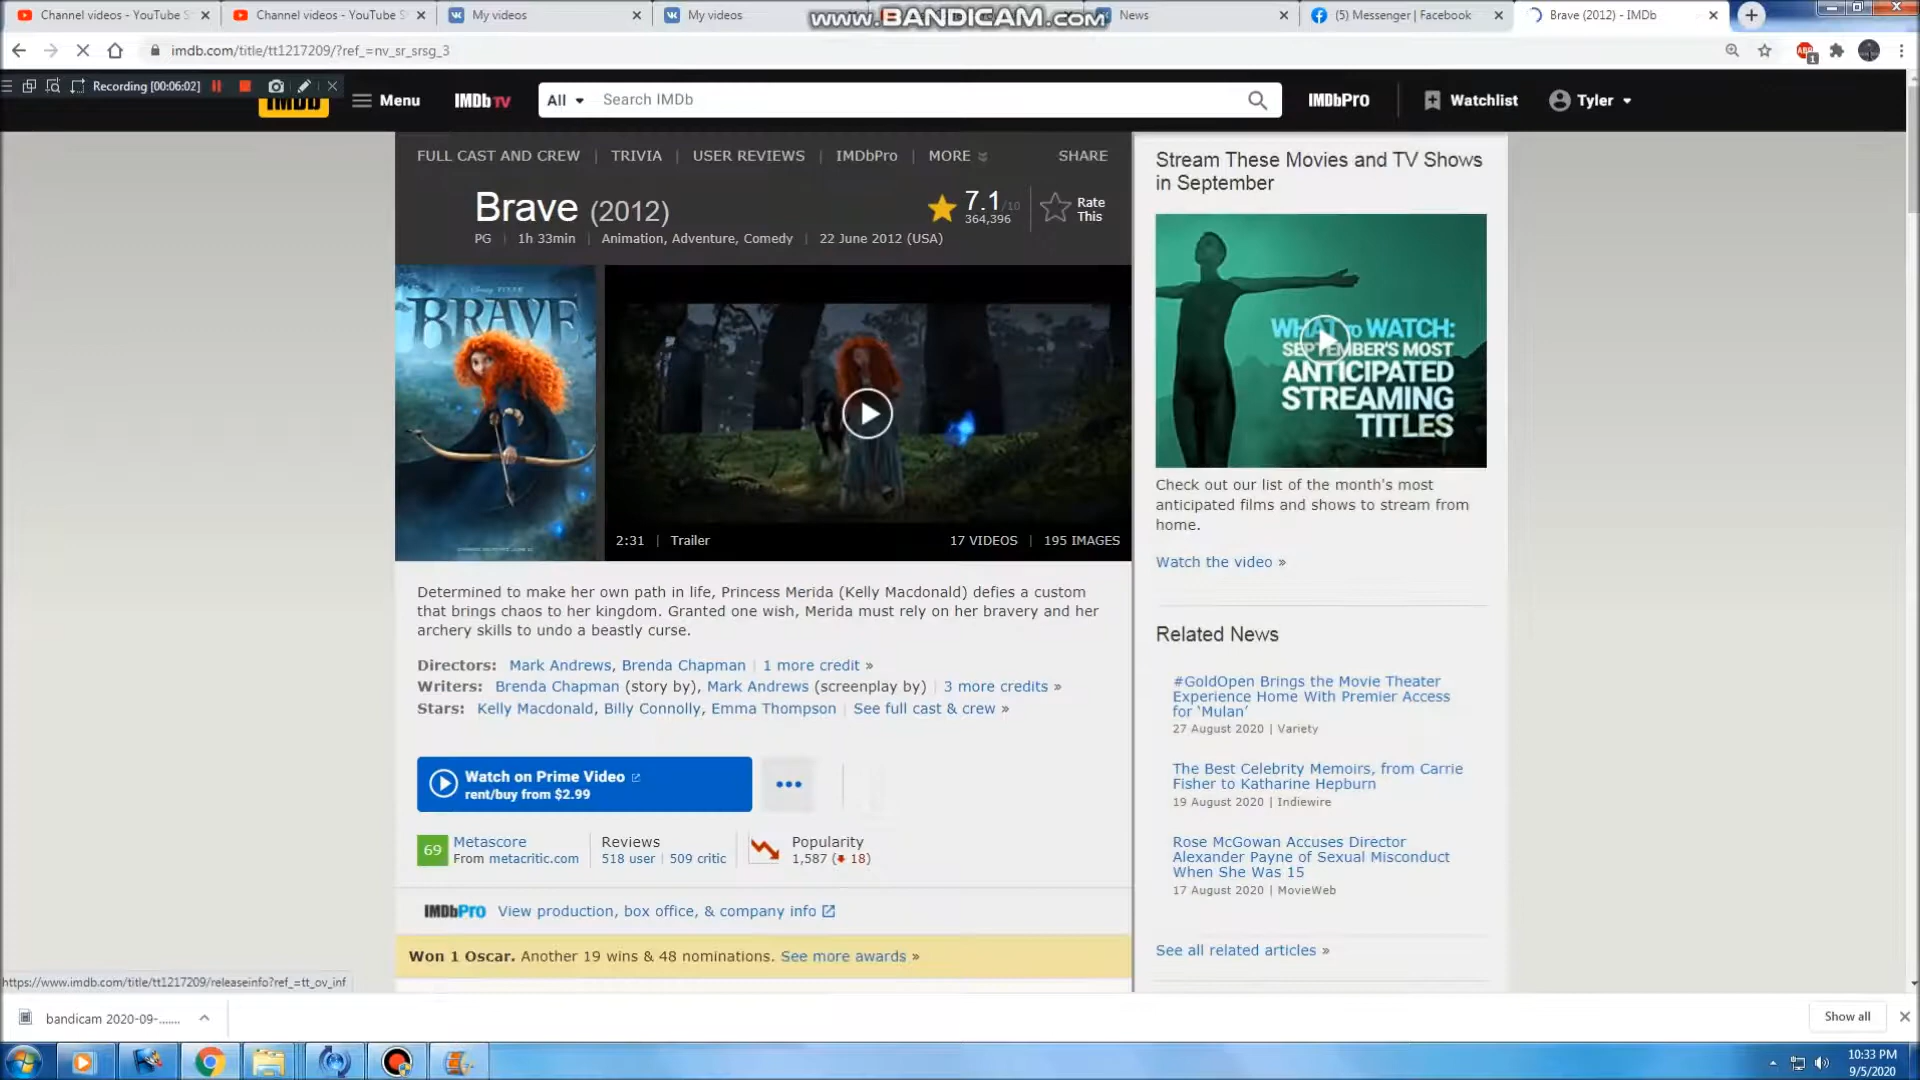 Channel videos - YouTube S
Channel videos - YouTube S
My videos
My videos
www.BANDICAM.com
News
(5) Messenger | Facebook
Brave (2012) - IMDb
imdb.com/title/tt1217209/?ref_=nv_sr_srsg_3
ABP
1
Recording [00:06:02]
IMDb
Menu
IMDbTV
All
Search IMDb
IMDbPro
Watchlist
Tyler
FULL CAST AND CREW | TRIVIA | USER REVIEWS | IMDbPro | MORE
SHARE
Brave (2012)
7.1/10
364,396
Rate
This
PG | 1h 33min | Animation, Adventure, Comedy | 22 June 2012 (USA)
DISNEY PIXAR
BRAVE
2:31 | Trailer
17 VIDEOS | 195 IMAGES
Determined to make her own path in life, Princess Merida (Kelly Macdonald) defies a custom
that brings chaos to her kingdom. Granted one wish, Merida must rely on her bravery and her
archery skills to undo a beastly curse.
Directors: Mark Andrews, Brenda Chapman | 1 more credit »
Writers: Brenda Chapman (story by), Mark Andrews (screenplay by) | 3 more credits »
Stars: Kelly Macdonald, Billy Connolly, Emma Thompson | See full cast & crew »
Watch on Prime Video
rent/buy from $2.99
69
Metascore
From metacritic.com
Reviews
518 user | 509 critic
Popularity
1,587 (18)
IMDbPro View production, box office, & company info
Won 1 Oscar. Another 19 wins & 48 nominations. See more awards »
Stream These Movies and TV Shows
in September
WHAT to WATCH:
SEPTEMBER'S MOST
ANTICIPATED
STREAMING
TITLES
Check out our list of the month's most
anticipated films and shows to stream from
home.
Watch the video »
Related News
#GoldOpen Brings the Movie Theater
Experience Home With Premier Access
for ‘Mulan’
27 August 2020 | Variety
The Best Celebrity Memoirs, from Carrie
Fisher to Katharine Hepburn
19 August 2020 | Indiewire
Rose McGowan Accuses Director
Alexander Payne of Sexual Misconduct
When She Was 15
17 August 2020 | MovieWeb
See all related articles »
https://www.imdb.com/title/tt1217209/releaseinfo?ref_=tt_ov_inf
bandicam 2020-09-.......
Show all
10:33 PM
9/5/2020